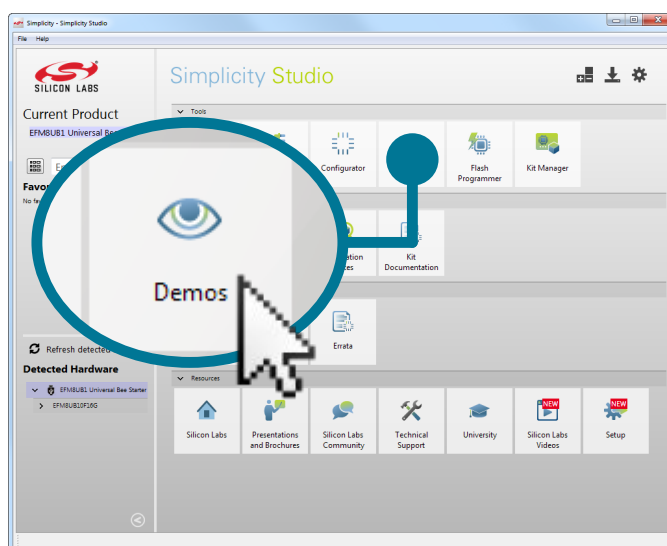 Simplicity - Simplicity Studio
File Help
SILICON LABS
Simplicity Studio
Current Product
EFM8UB1 Universal Bee
Tools
Configurator
Flash
Programmer
Kit Manager
No
Kit
Documentation
Demos
Errata
Refresh detected
Detected Hardware
EFM8UB1 Universal Bee Starter
EFM8UB10F16G
Resources
Silicon Labs
Presentations
and Brochures
Silicon Labs
Community
Technical
Support
University
NEW
Silicon Labs
Videos
NEW
Setup